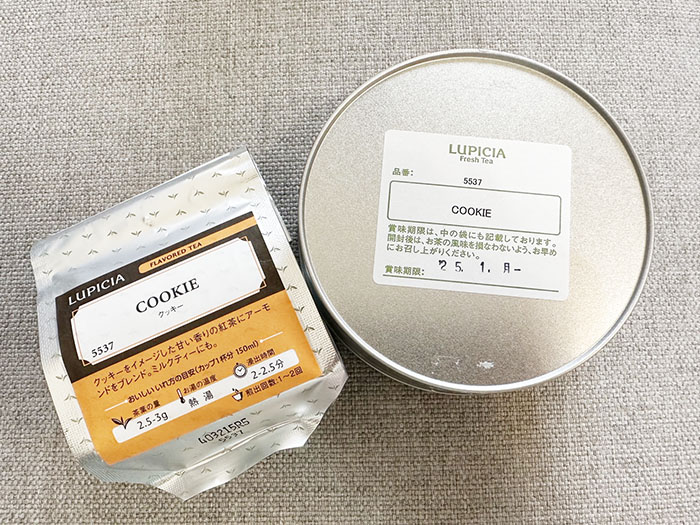 LUPICIA
FLAVORED TEA
COOKIE
クッキー
5537
クッキーをイメージした甘い香りの紅茶にアーモ
ンドをブレンド。ミルクティーにも。
おいしいいれ方の目安(カップ1杯分 150ml)
茶葉の量
2.5-3g
お湯の温度
熱湯
浸出時間
2-2.5分
煎出回数:1〜2回
403215R5
5537
LUPICIA
Fresh Tea
品番:
5537
COOKIE
賞味期限は、中の袋にも記載しております。
開封後は、お茶の風味を損なわないよう、お早め
にお召し上がりください。
賞味期限:
25.1.月-